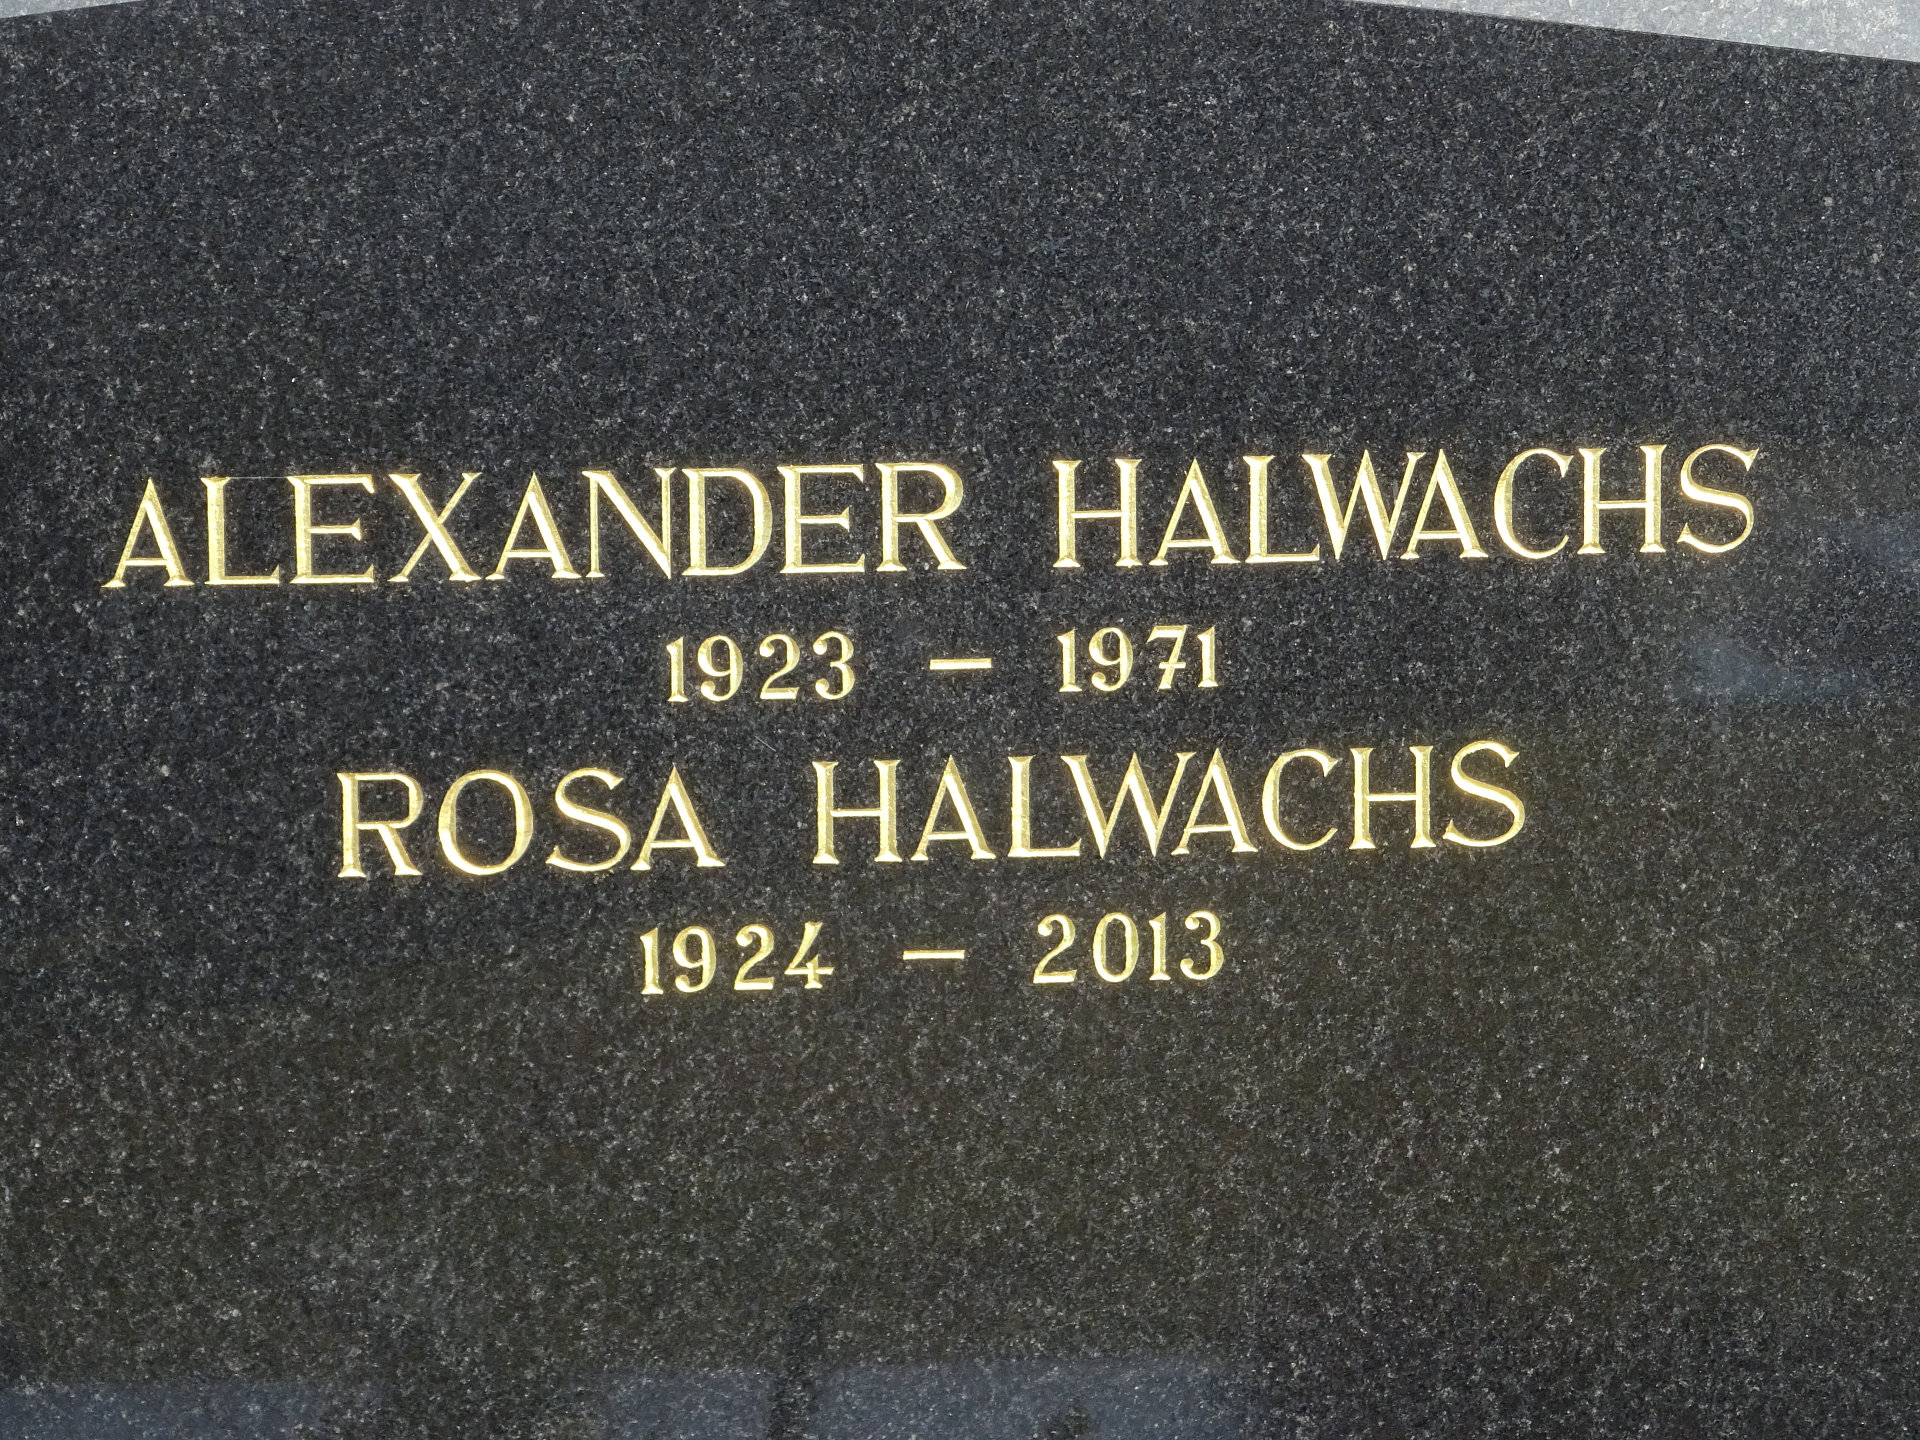 ALEXANDER HALWACHS
1923 – 1971
ROSA HALWACHS
1924 – 2013